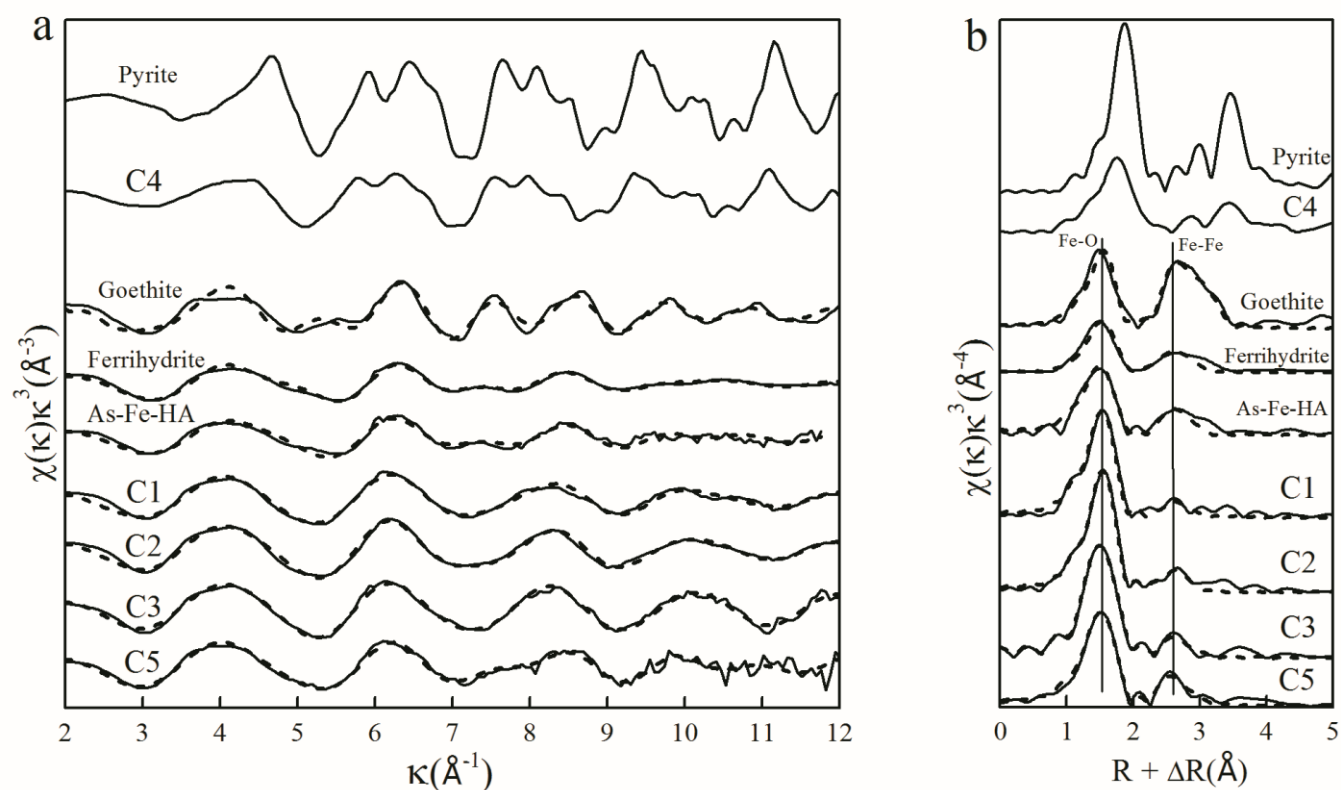 a
Pyrite
C4
Goethite
Ferrihydrite
As-Fe-HA
C1
C2
C3
C5
χ(κ)κ³(Å⁻³)
2 3 4 5 6 7 8 9 10 11 12
κ(Å⁻¹)
b
Pyrite
C4
Fe-O Fe-Fe
Goethite
Ferrihydrite
As-Fe-HA
C1
C2
C3
C5
χ(κ)κ³(Å⁻⁴)
0 1 2 3 4 5
R + ΔR(Å)